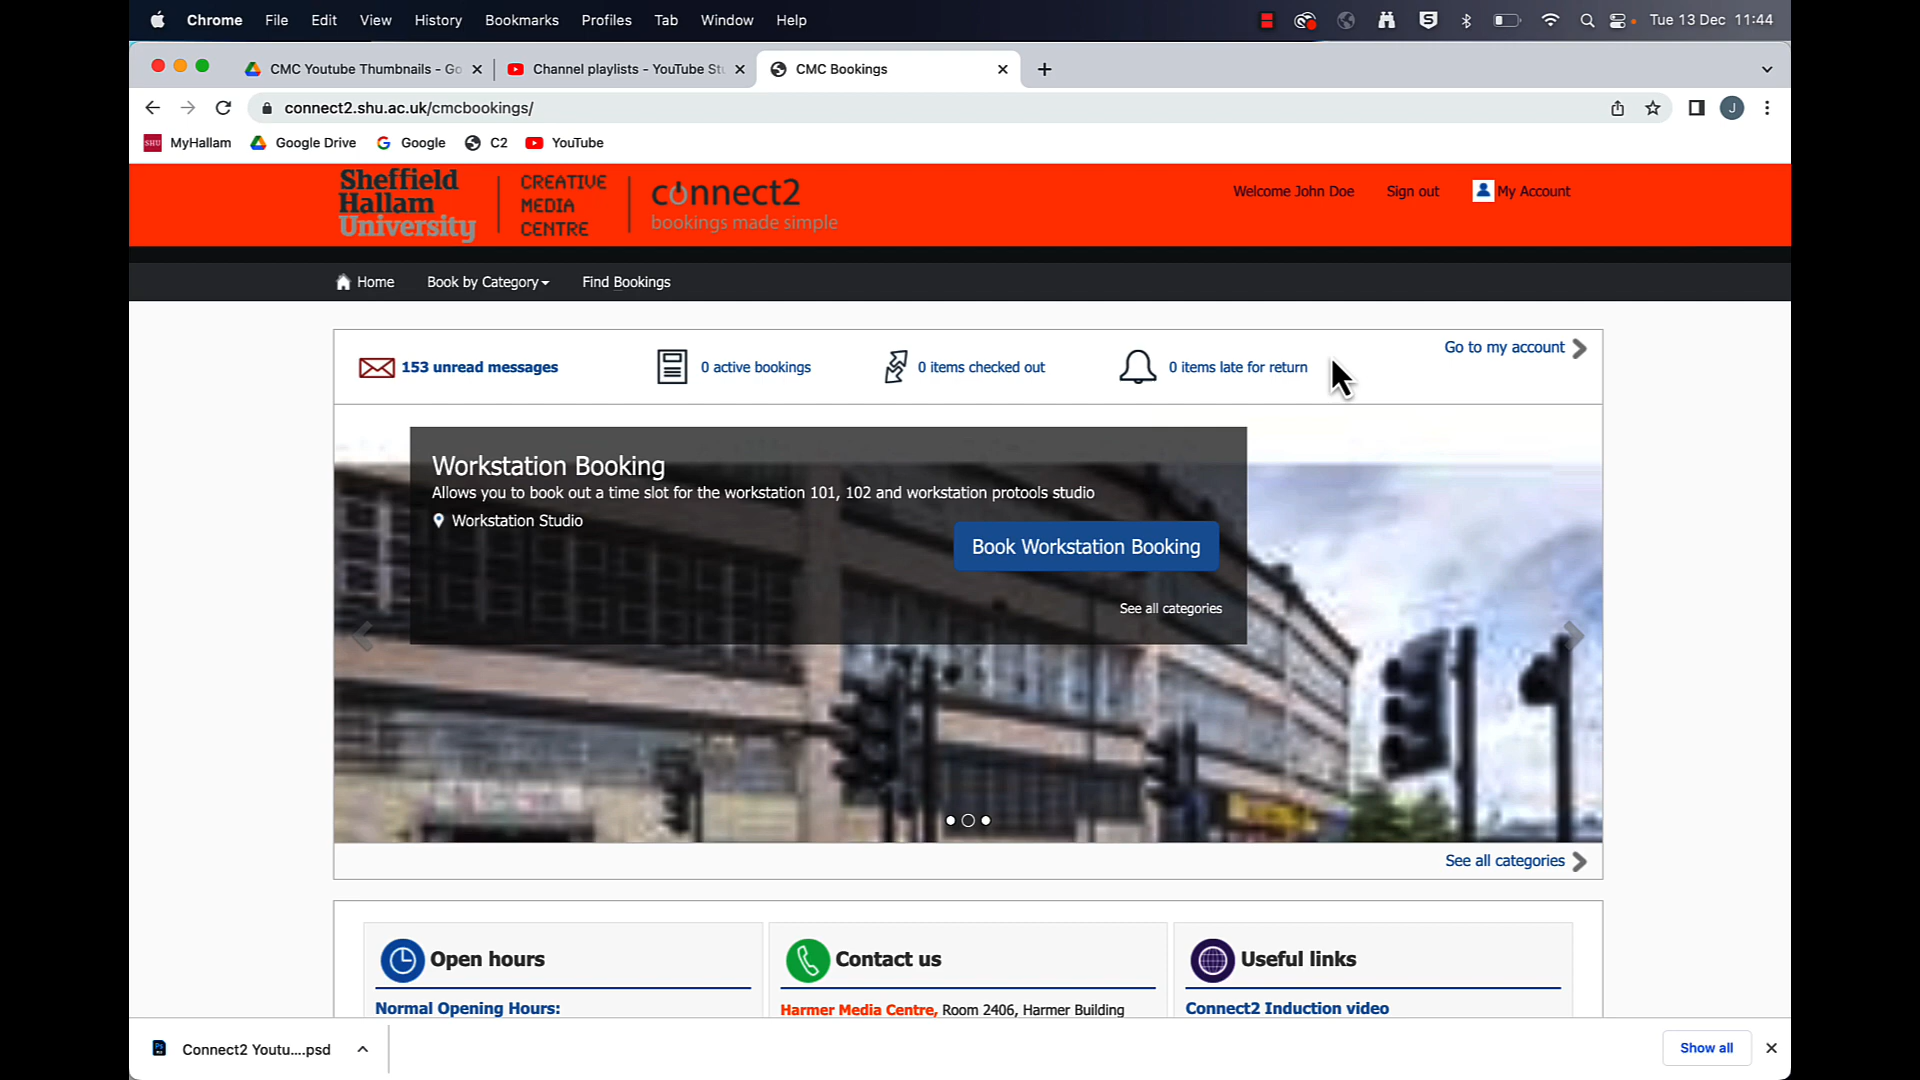 Chrome File Edit View History Bookmarks Profiles Tab Window Help Tue 13 Dec 11:44
CMC Youtube Thumbnails - Go Channel playlists - YouTube Stu CMC Bookings
connect2.shu.ac.uk/cmcbookings/ J
SHU MyHallam Google Drive Google C2 YouTube
Sheffield
Hallam
University
CREATIVE
MEDIA
CENTRE
connect2
bookings made simple
Welcome John Doe Sign out My Account
Home Book by Category Find Bookings
Go to my account
153 unread messages 0 active bookings 0 items checked out 0 items late for return
Workstation Booking
Allows you to book out a time slot for the workstation 101, 102 and workstation protools studio
Workstation Studio
Book Workstation Booking
See all categories
See all categories
Open hours Contact us Useful links
Normal Opening Hours: Harmer Media Centre, Room 2406, Harmer Building Connect2 Induction video
Connect2 Youtu....psd Show all